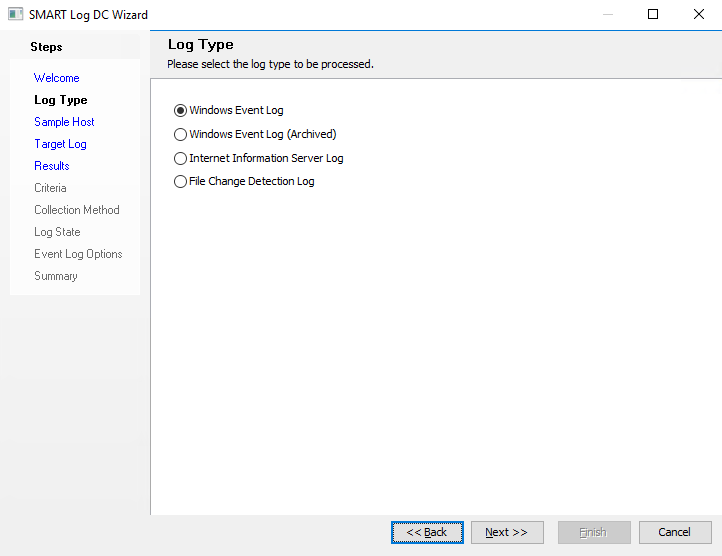 SMART Log DC Wizard
Steps
Welcome
Log Type
Sample Host
Target Log
Results
Criteria
Collection Method
Log State
Event Log Options
Summary
Log Type
Please select the log type to be processed.
Windows Event Log
Windows Event Log (Archived)
Internet Information Server Log
File Change Detection Log
<< Back Next >> Finish Cancel